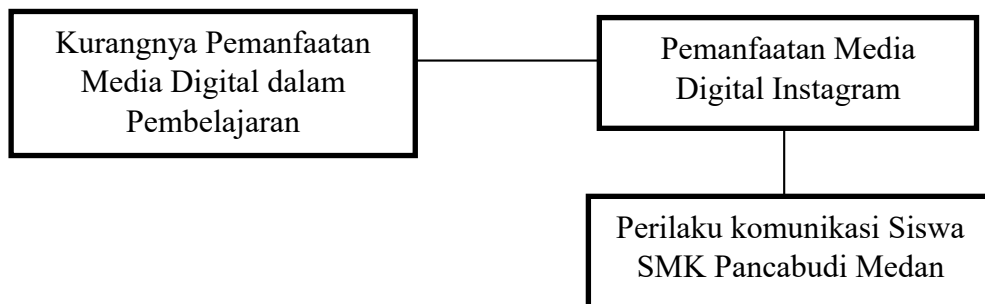 Kurangnya Pemanfaatan
Media Digital dalam
Pembelajaran
Pemanfaatan Media
Digital Instagram
Perilaku komunikasi Siswa
SMK Pancabudi Medan